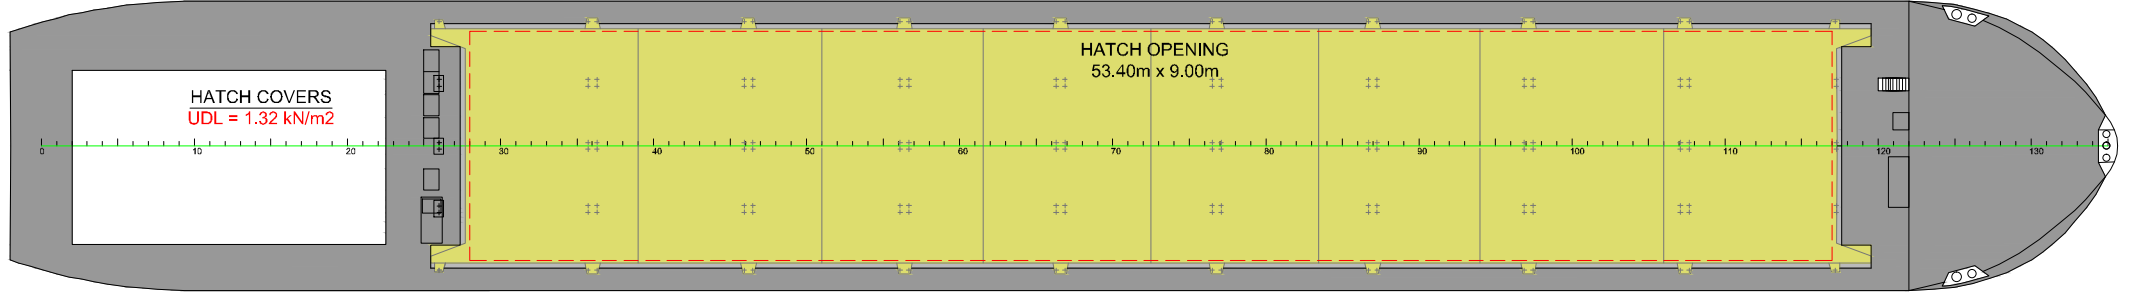 HATCH OPENING
53.40m x 9.00m
HATCH COVERS
UDL = 1.32 kN/m2
0 10 20 30 40 50 60 70 80 90 100 110 120 130